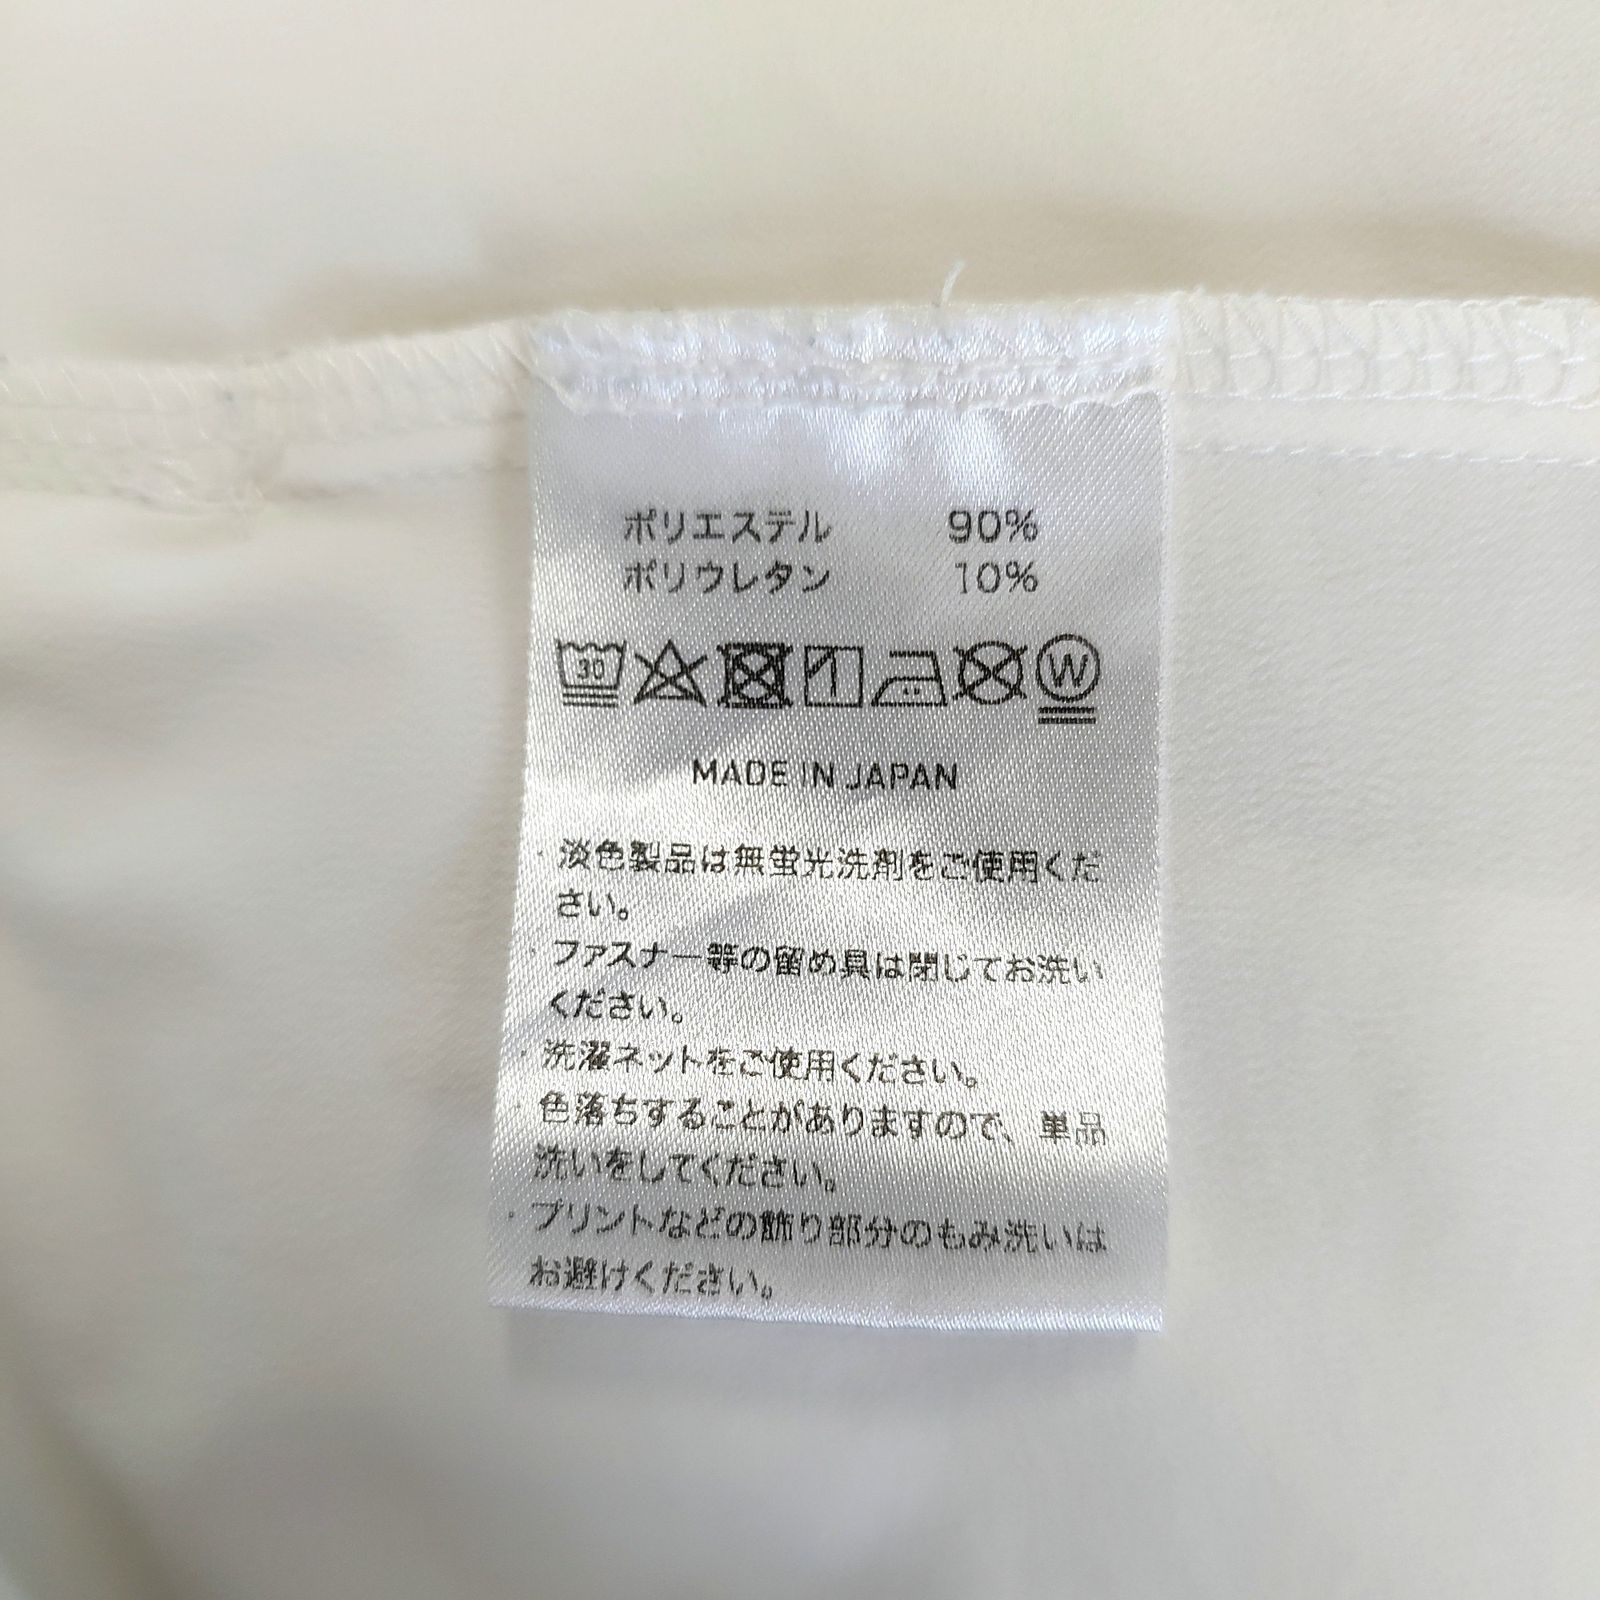 ポリエステル 90%
ポリウレタン 10%
30 W
MADE IN JAPAN
・淡色製品は無蛍光洗剤をご使用くだ
さい。
・ファスナー等の留め具は閉じてお洗い
ください。
・洗濯ネットをご使用ください。
・色落ちすることがありますので、単品
洗いをしてください。
・プリントなどの飾り部分のもみ洗いは
お避けください。